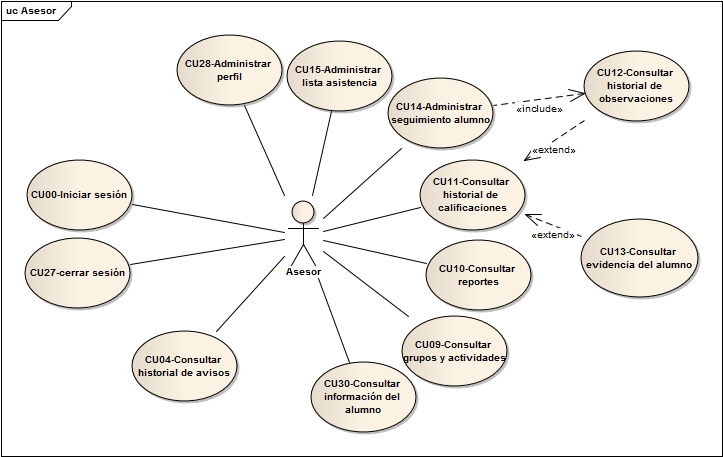 uc Asesor
CU28-Administrar
perfil
CU15-Administrar
lista asistencia
CU14-Administrar
seguimiento alumno
«include»
CU12-Consultar
historial de
observaciones
«extend»
CU00-Iniciar sesión
CU11-Consultar
historial de
calificaciones
«extend»
CU13-Consultar
evidencia del alumno
CU27-cerrar sesión
Asesor
CU10-Consultar
reportes
CU04-Consultar
historial de avisos
CU09-Consultar
grupos y actividades
CU30-Consultar
información del
alumno